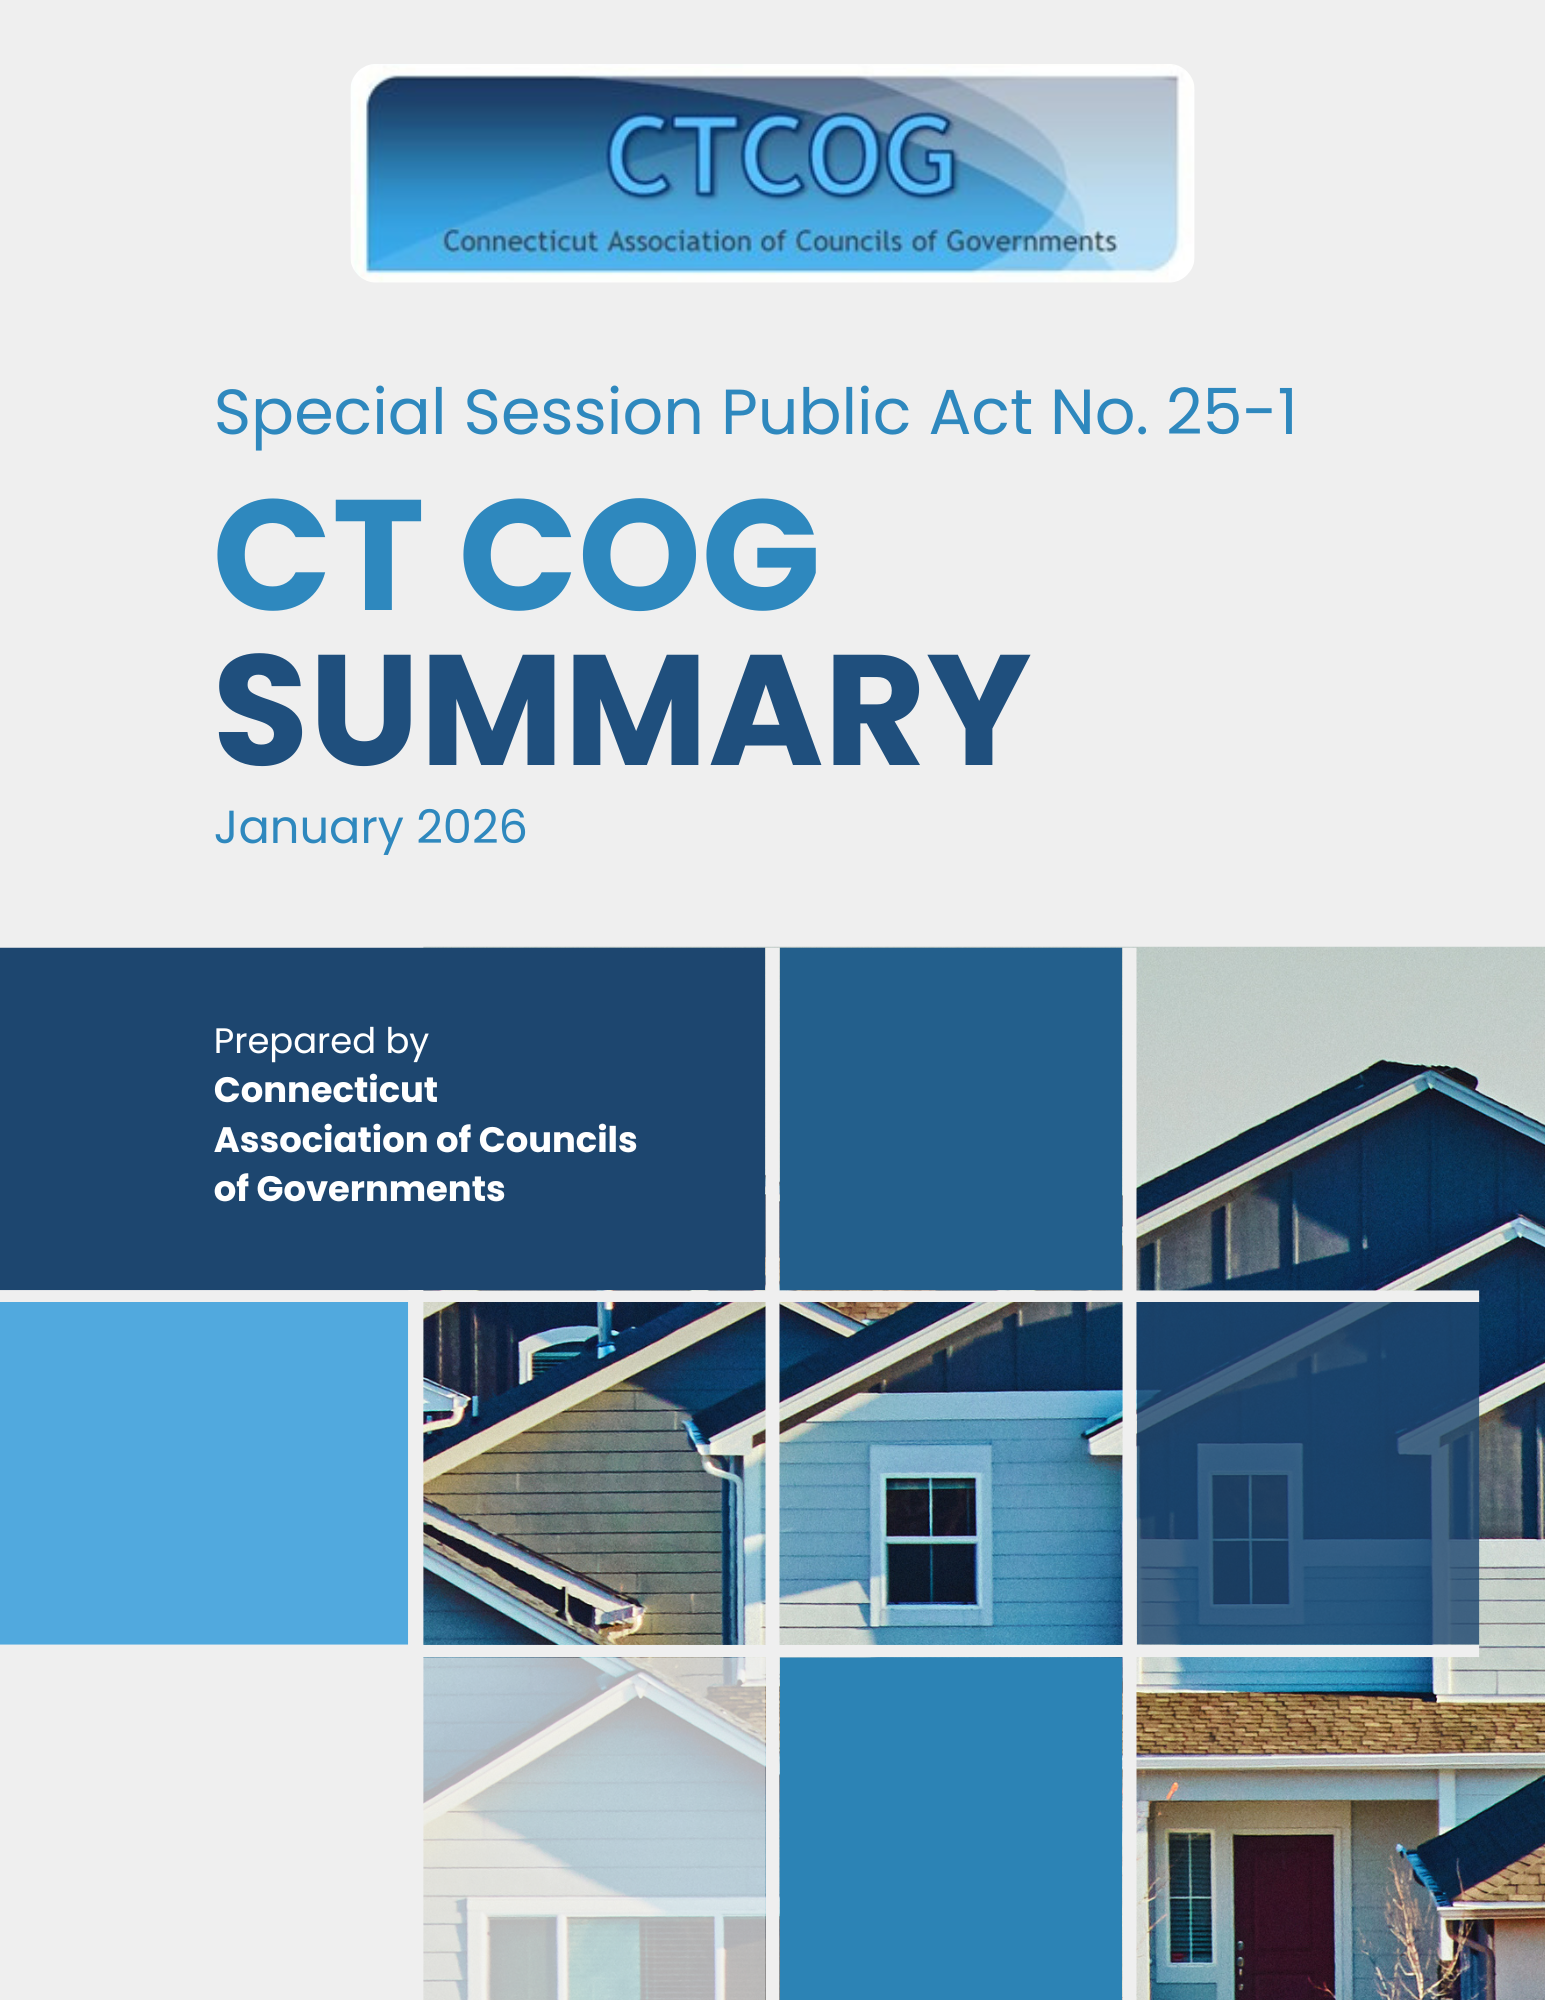 CTCOG
Connecticut Association of Councils of Governments
Special Session Public Act No. 25-1
CT COG
SUMMARY
January 2026
Prepared by
Connecticut
Association of Councils
of Governments